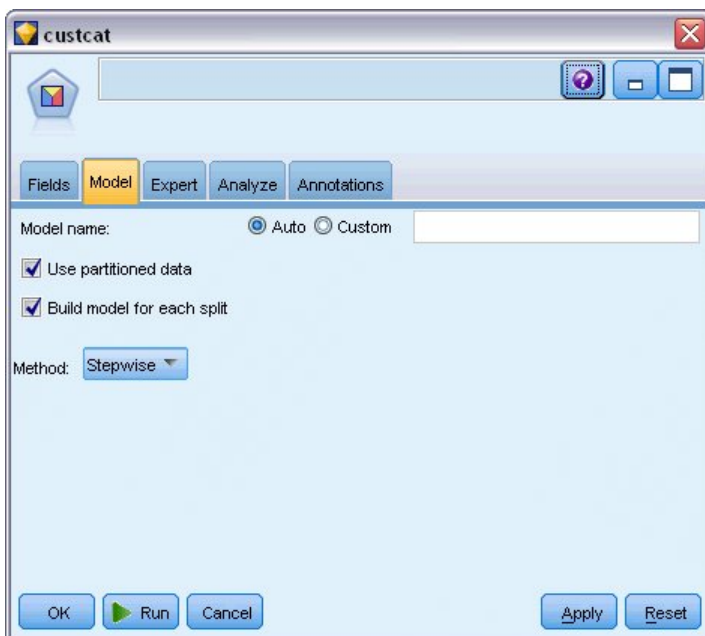 custcat
?
Fields Model Expert Analyze Annotations
Model name: Auto Custom
Use partitioned data
Build model for each split
Method: Stepwise
OK Run Cancel Apply Reset